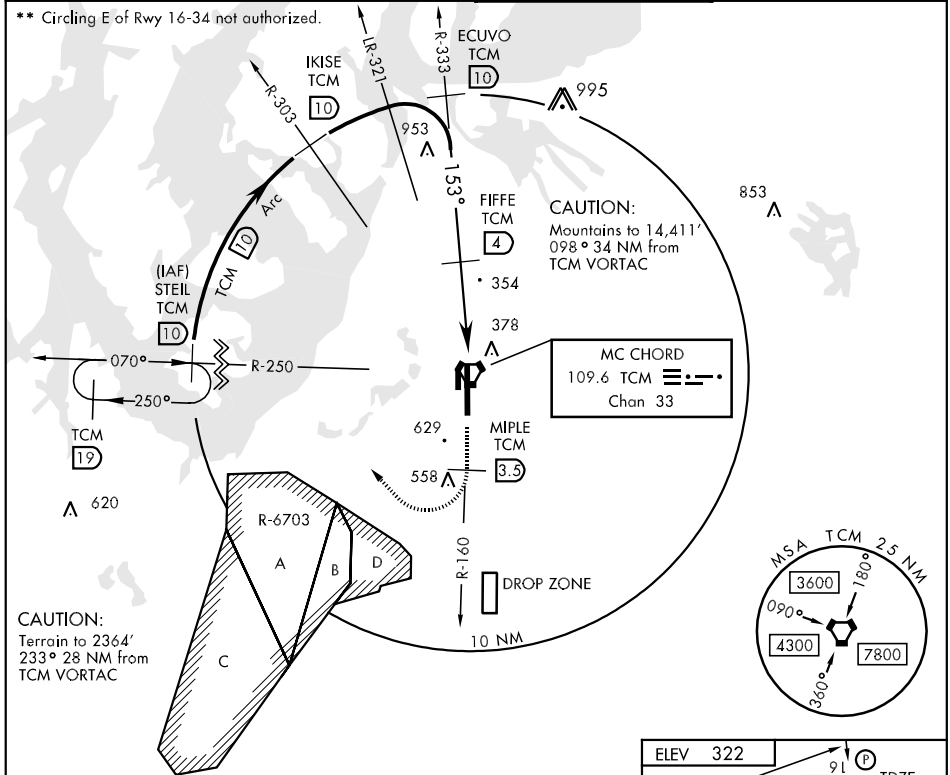 ** Circling E of Rwy 16-34 not authorized.
IKISE
TCM
10
R-303
LR-321
R-333
ECUVO
TCM
10
995
953
153°
FIFFE
TCM
4
354
378
CAUTION:
Mountains to 14,411'
098° 34 NM from
TCM VORTAC
853
Arc
TCM 10
(IAF)
STEIL
TCM
10
070°
250°
R-250
TCM
19
620
MC CHORD
109.6 TCM
Chan 33
629
558
MIPLE
TCM
3.5
R-160
DROP ZONE
10 NM
R-6703
A
B
D
C
CAUTION:
Terrain to 2364'
233° 28 NM from
TCM VORTAC
MSA TCM 25 NM
3600
180°
090°
4300
7800
360°
ELEV 322
16
P
TDZE